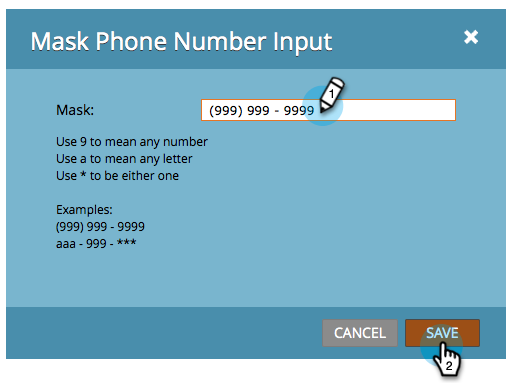 Mask Phone Number Input
Mask: (999) 999 - 9999
1
Use 9 to mean any number
Use a to mean any letter
Use * to be either one
Examples:
(999) 999 - 9999
aaa - 999 - ***
CANCEL SAVE
2